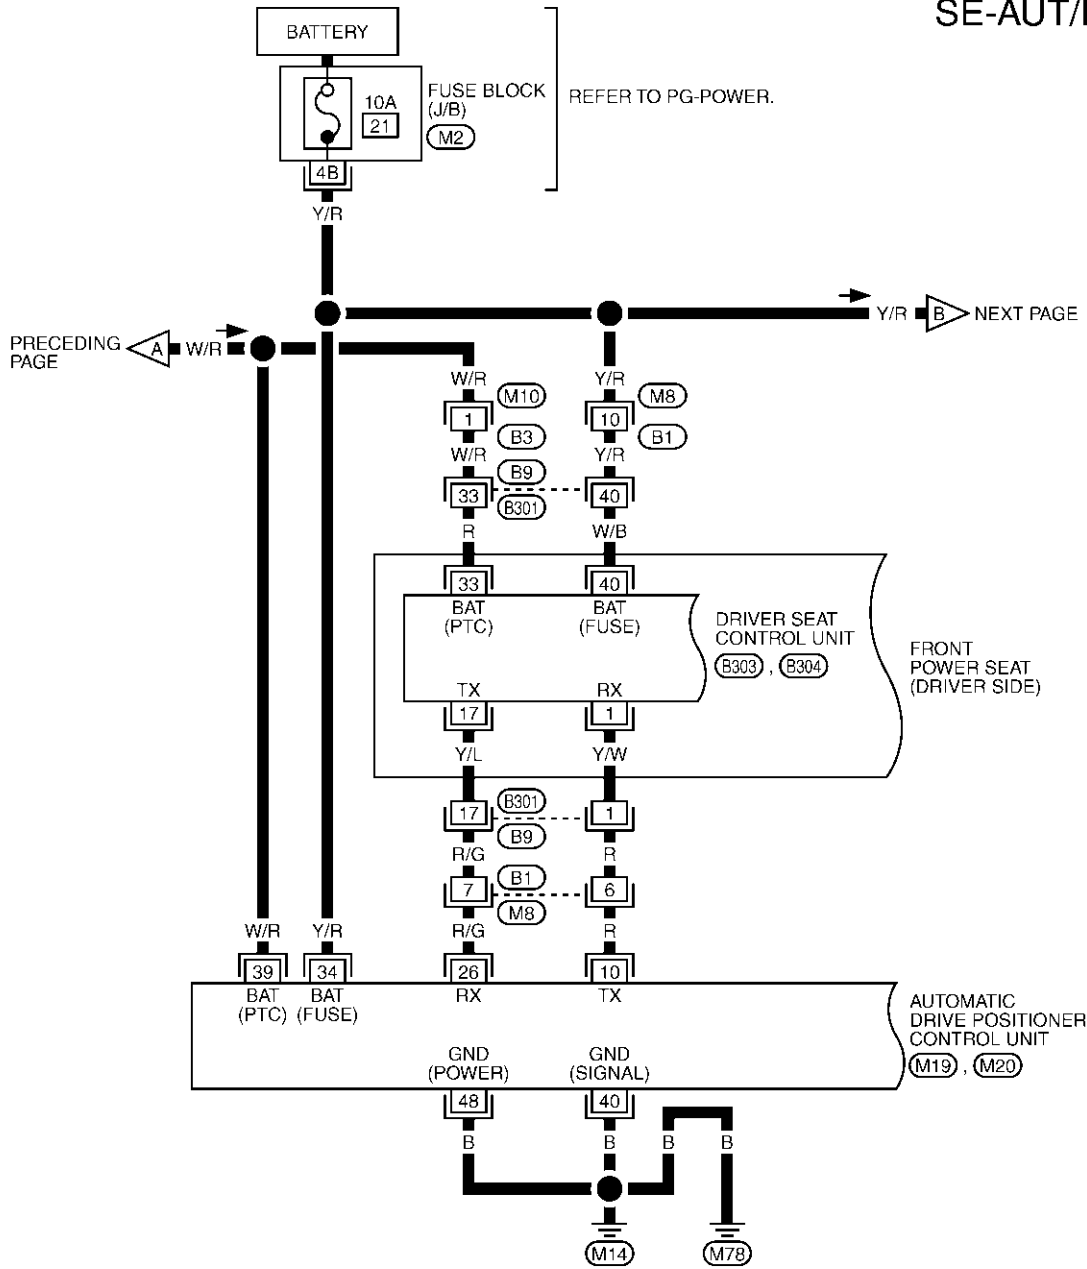 SE-AUT/
BATTERY
10A
21
FUSE BLOCK
(J/B)
M2
REFER TO PG-POWER.
4B
Y/R
Y/R
B
NEXT PAGE
PRECEDING
PAGE
A
W/R
W/R
Y/R
M10
M8
1
10
B3
B1
W/R
Y/R
B9
33
40
B301
R
W/B
33
40
BAT
(PTC)
BAT
(FUSE)
DRIVER SEAT
CONTROL UNIT
B303 , B304
FRONT
POWER SEAT
(DRIVER SIDE)
TX
RX
17
1
Y/L
Y/W
B301
17
1
B9
R/G
R
B1
7
6
M8
W/R
Y/R
R/G
R
39
34
26
10
BAT
(PTC)
BAT
(FUSE)
RX
TX
AUTOMATIC
DRIVE POSITIONER
CONTROL UNIT
M19 , M20
GND
(POWER)
GND
(SIGNAL)
48
40
B
B
B
B
M14
M78